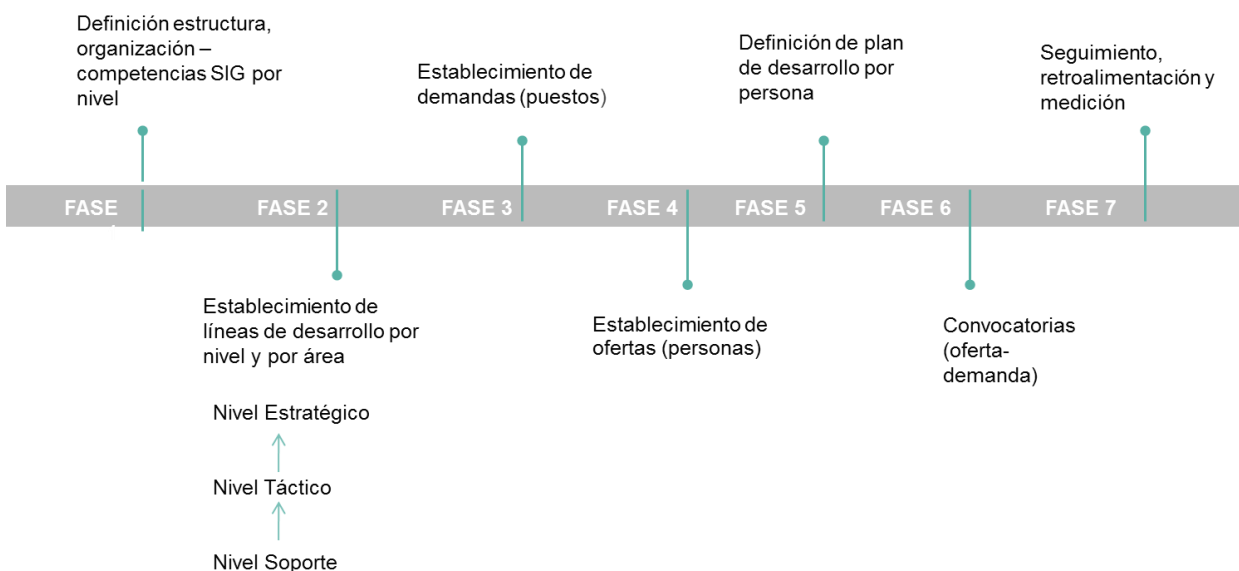 Definición estructura,
organización –
competencias SIG por
nivel
Establecimiento de
demandas (puestos)
Definición de plan
de desarrollo por
persona
Seguimiento,
retroalimentación y
medición
FASE
FASE 2
FASE 3
FASE 4
FASE 5
FASE 6
FASE 7
Establecimiento de
líneas de desarrollo por
nivel y por área
Establecimiento de
ofertas (personas)
Convocatorias
(oferta-
demanda)
Nivel Estratégico
Nivel Táctico
Nivel Soporte